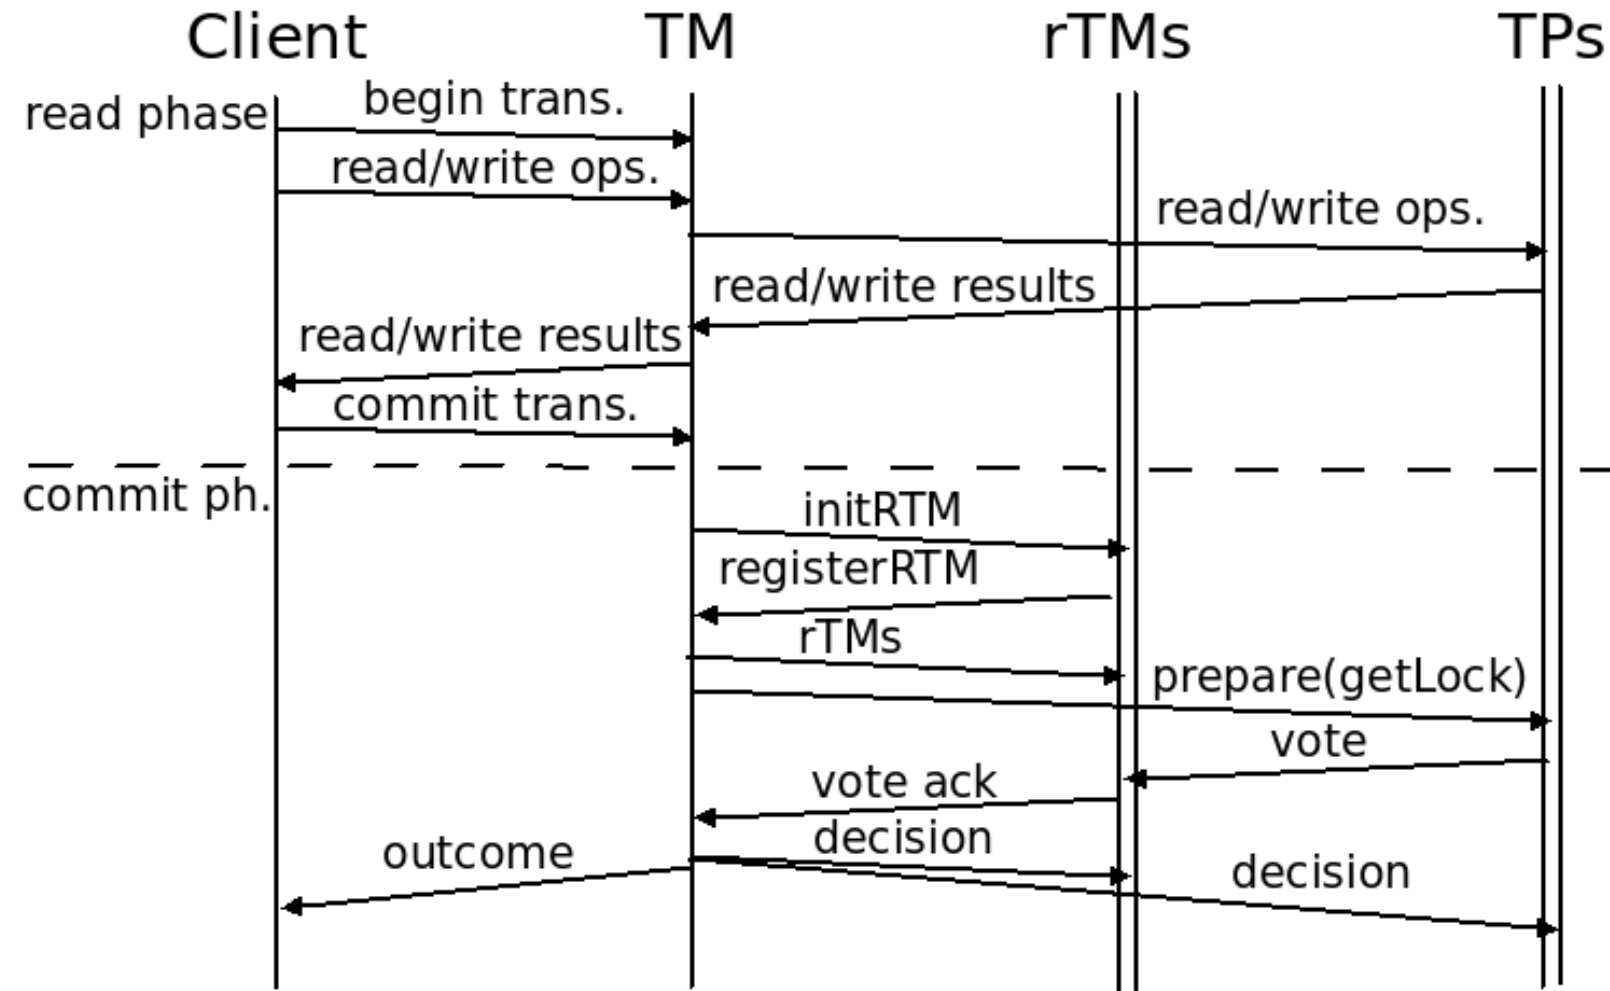 Client TM rTMs TPs
read phase
begin trans.
read/write ops.
read/write ops.
read/write results
read/write results
commit trans.
commit ph.
initRTM
registerRTM
rTMs
prepare(getLock)
vote
vote ack
decision
outcome
decision